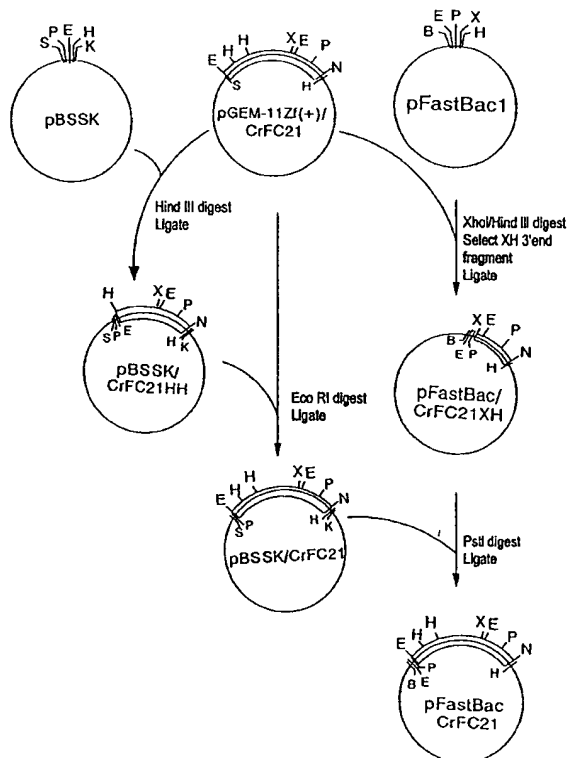 P E H
S K
pBSSK
H H X E P
E S H N
pGEM-11Zf(+)/
CrFC21
E P X
B H
pFastBac1
Hind III digest
Ligate
XhoI/Hind III digest
Select XH 3'end
fragment
Ligate
H X E P
S P E H K N
pBSSK/
CrFC21HH
X E P
B E P H N
pFastBac/
CrFC21XH
Eco RI digest
Ligate
H H X E P
E S P H K N
pBSSK/CrFC21
PstI digest
Ligate
H H X E P
E B E P H N
pFastBac
CrFC21